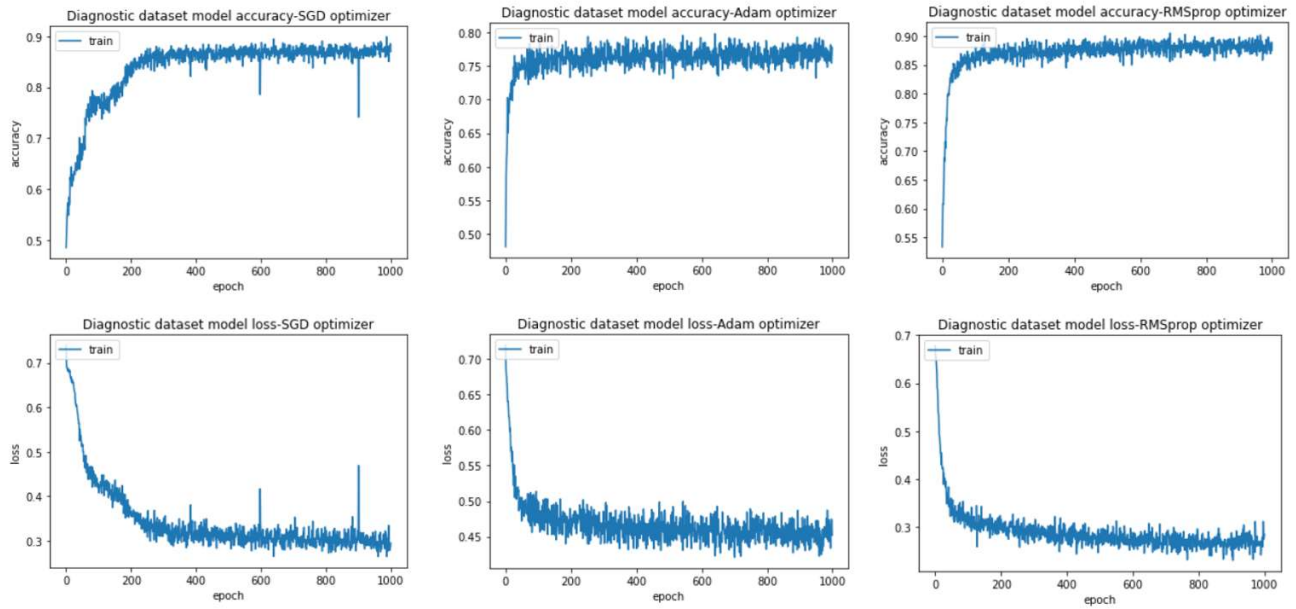 Diagnostic dataset model accuracy-SGD optimizer
train
accuracy
0.9
0.8
0.7
0.6
0.5
0 200 400 600 800 1000
epoch
Diagnostic dataset model accuracy-Adam optimizer
train
accuracy
0.80
0.75
0.70
0.65
0.60
0.55
0.50
0 200 400 600 800 1000
epoch
Diagnostic dataset model accuracy-RMSprop optimizer
train
accuracy
0.90
0.85
0.80
0.75
0.70
0.65
0.60
0.55
0 200 400 600 800 1000
epoch
Diagnostic dataset model loss-SGD optimizer
train
loss
0.7
0.6
0.5
0.4
0.3
0 200 400 600 800 1000
epoch
Diagnostic dataset model loss-Adam optimizer
train
loss
0.70
0.65
0.60
0.55
0.50
0.45
0 200 400 600 800 1000
epoch
Diagnostic dataset model loss-RMSprop optimizer
train
loss
0.7
0.6
0.5
0.4
0.3
0 200 400 600 800 1000
epoch